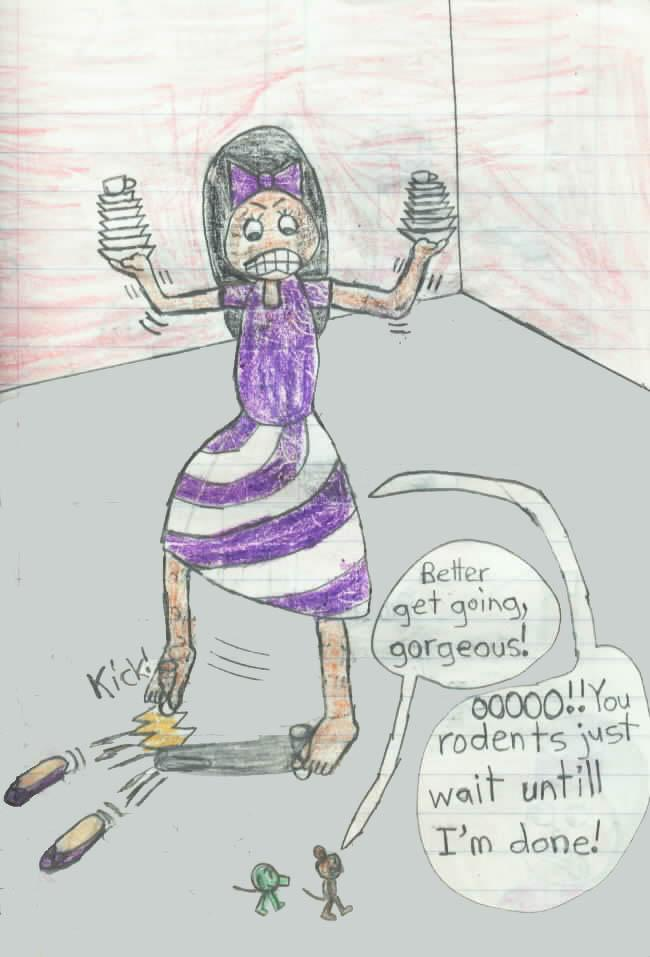 Kick!
Better
get going,
gorgeous!
OOOOO!! You
rodents just
wait untill
I'm done!